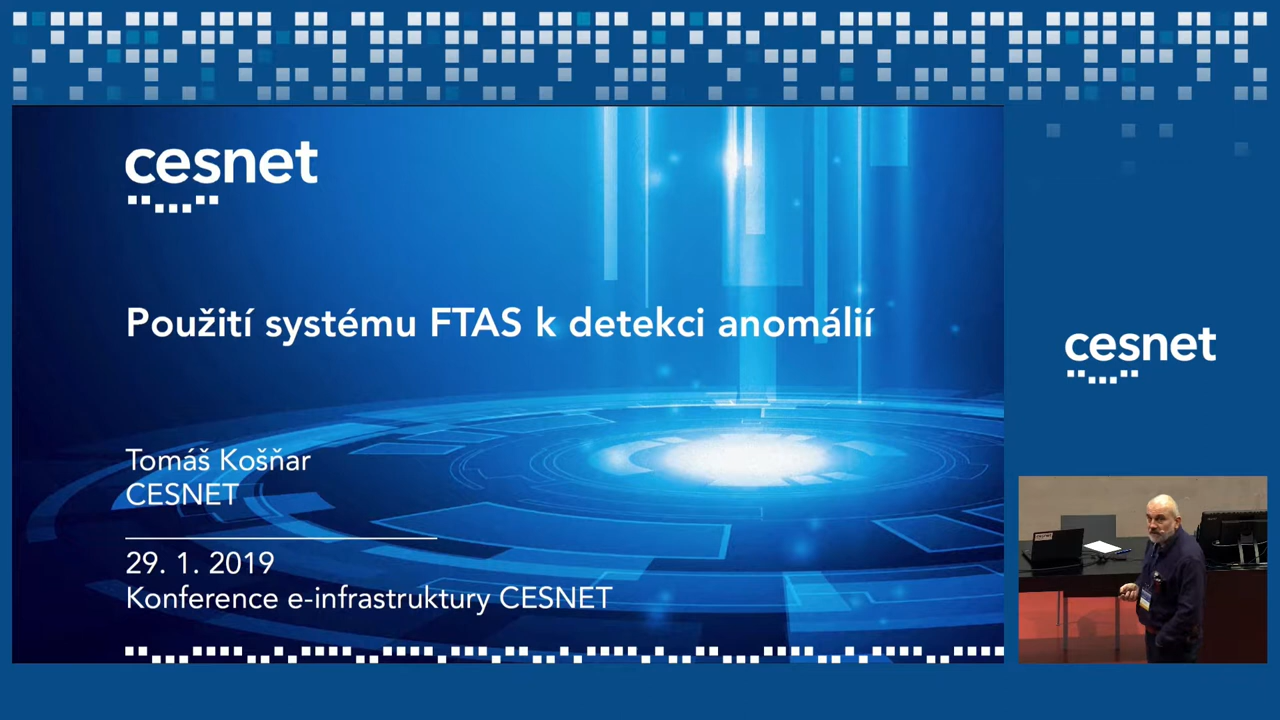 cesnet
Použití systému FTAS k detekci anomálií
Tomáš Košňar
CESNET
29. 1. 2019
Konference e-infrastruktury CESNET
cesnet